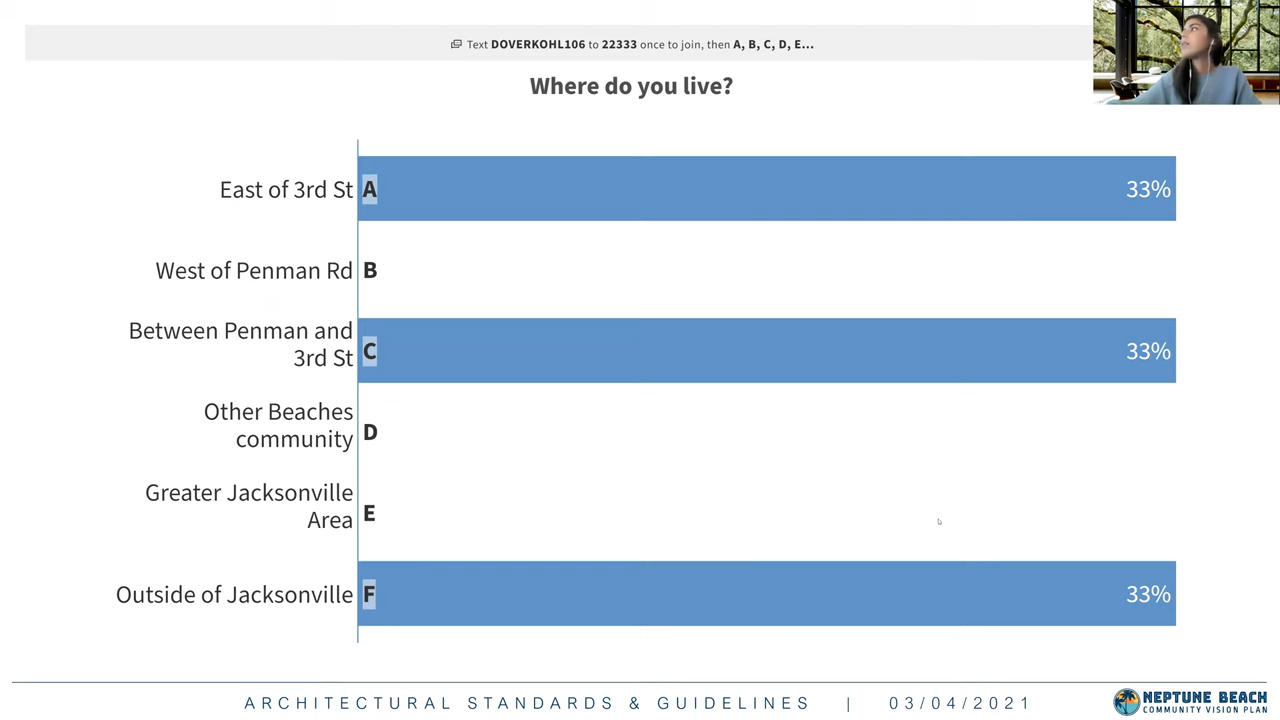 Text DOVERKOHL106 to 22333 once to join, then A, B, C, D, E...
Where do you live?
East of 3rd St A 33%
West of Penman Rd B
Between Penman and
3rd St C 33%
Other Beaches
community D
Greater Jacksonville
Area E
Outside of Jacksonville F 33%
ARCHITECTURAL STANDARDS & GUIDELINES | 03/04/2021
NEPTUNE BEACH
COMMUNITY VISION PLAN